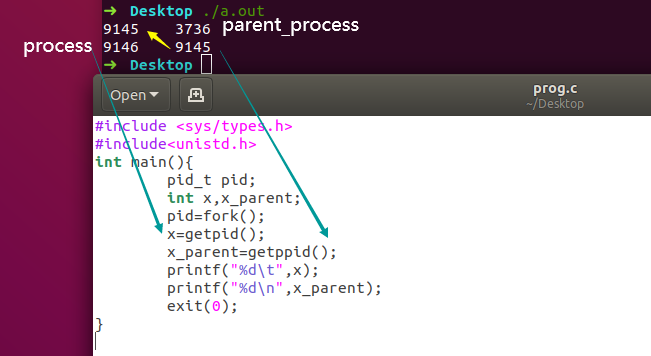 ➜ Desktop ./a.out
9145 3736
parent_process
process
9146 9145
➜ Desktop
Open
prog.c
~/Desktop
#include <sys/types.h>
#include<unistd.h>
int main(){
pid_t pid;
int x,x_parent;
pid=fork();
x=getpid();
x_parent=getppid();
printf("%d\t",x);
printf("%d\n",x_parent);
exit(0);
}